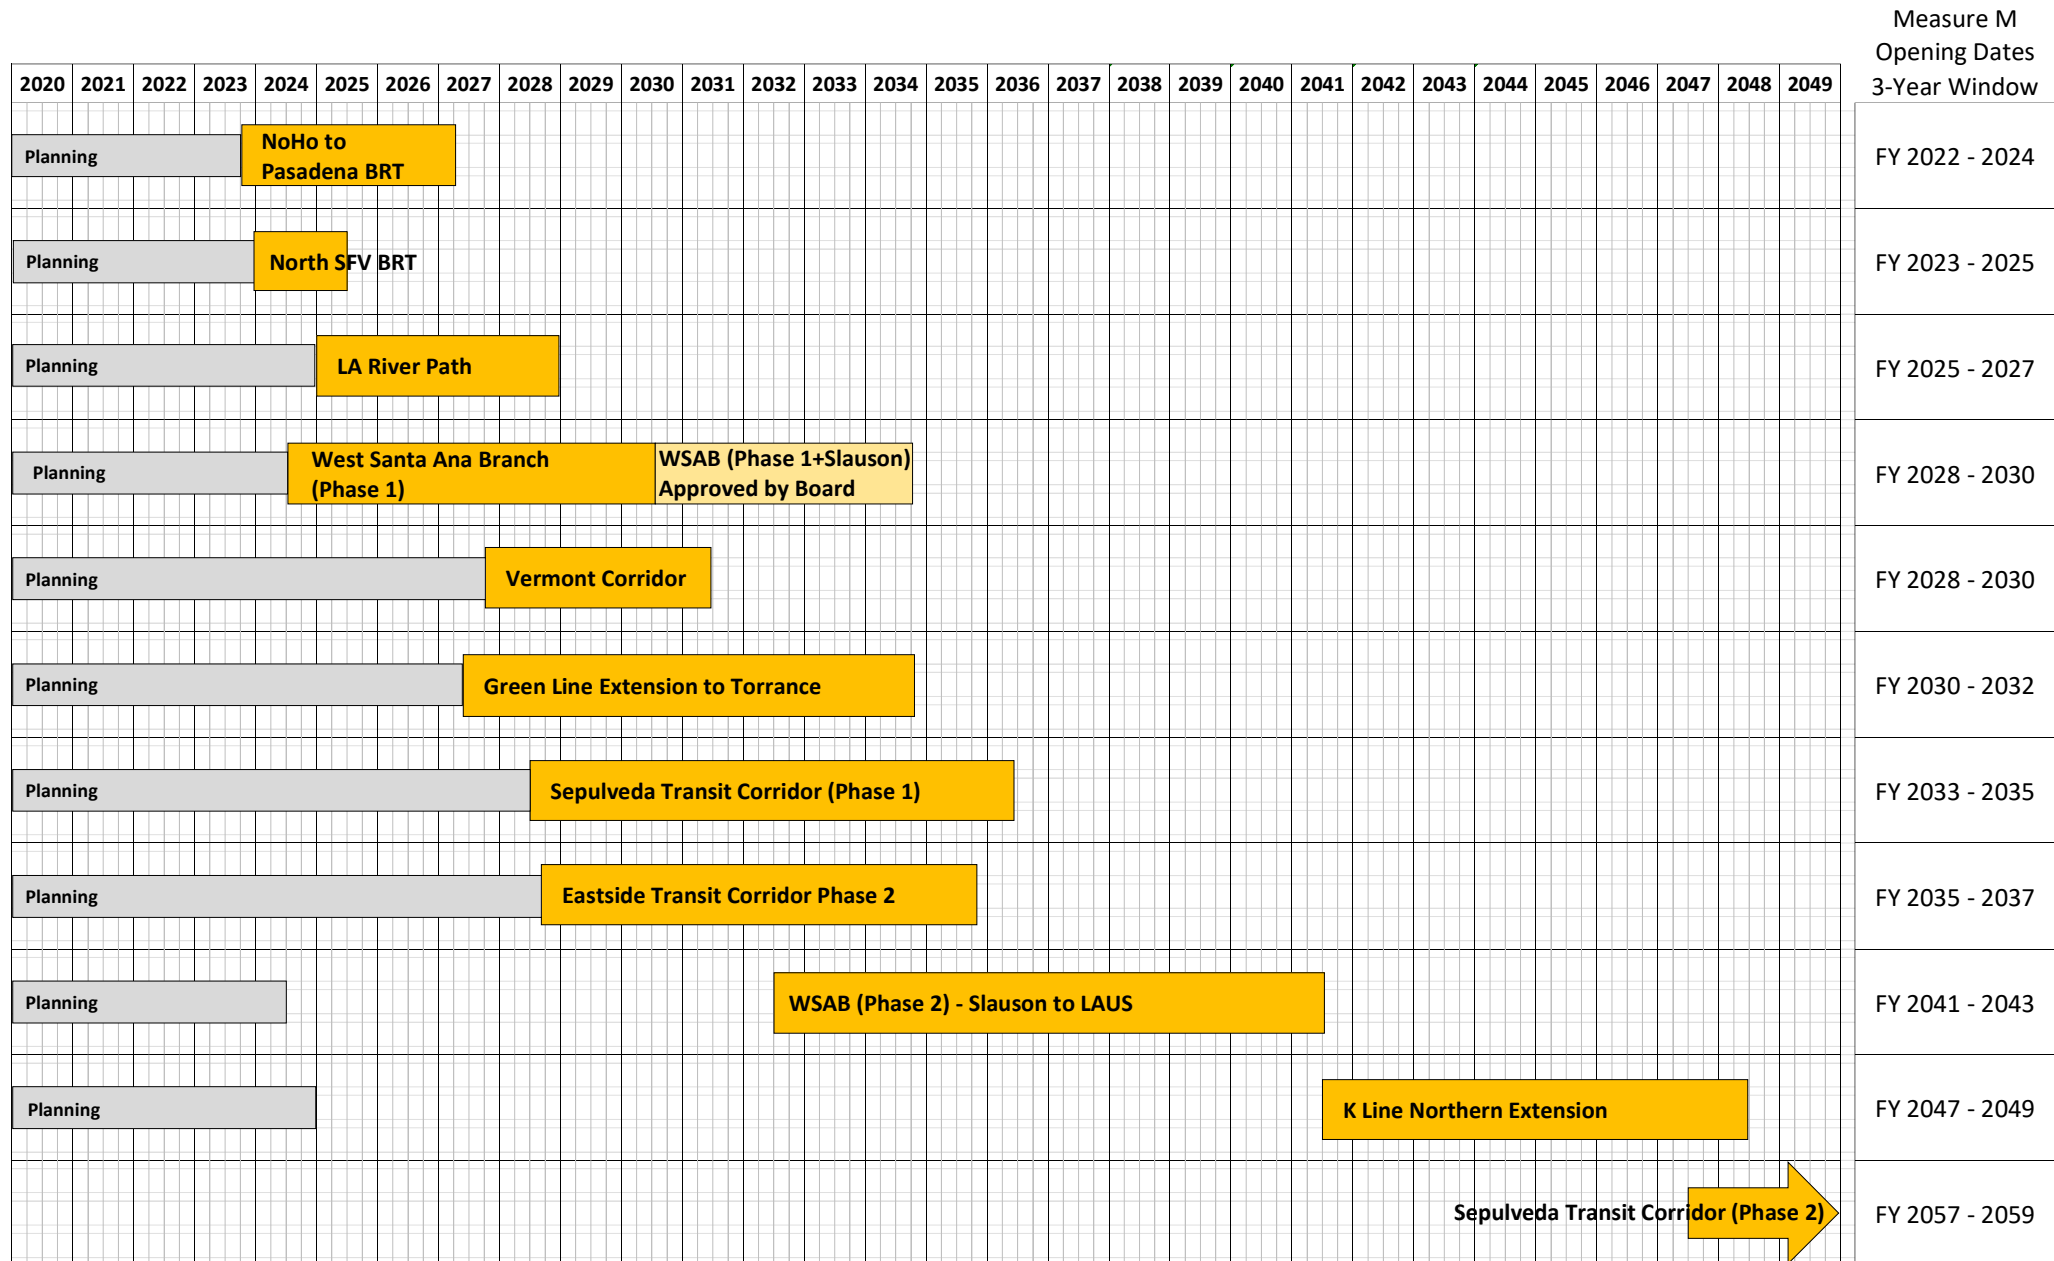 Measure M
Opening Dates
3-Year Window
2020 2021 2022 2023 2024 2025 2026 2027 2028 2029 2030 2031 2032 2033 2034 2035 2036 2037 2038 2039 2040 2041 2042 2043 2044 2045 2046 2047 2048 2049
Planning
NoHo to
Pasadena BRT
FY 2022 - 2024
Planning
North SFV BRT
FY 2023 - 2025
Planning
LA River Path
FY 2025 - 2027
Planning
West Santa Ana Branch
(Phase 1)
WSAB (Phase 1+Slauson)
Approved by Board
FY 2028 - 2030
Planning
Vermont Corridor
FY 2028 - 2030
Planning
Green Line Extension to Torrance
FY 2030 - 2032
Planning
Sepulveda Transit Corridor (Phase 1)
FY 2033 - 2035
Planning
Eastside Transit Corridor Phase 2
FY 2035 - 2037
Planning
WSAB (Phase 2) - Slauson to LAUS
FY 2041 - 2043
Planning
K Line Northern Extension
FY 2047 - 2049
Sepulveda Transit Corridor (Phase 2)
FY 2057 - 2059